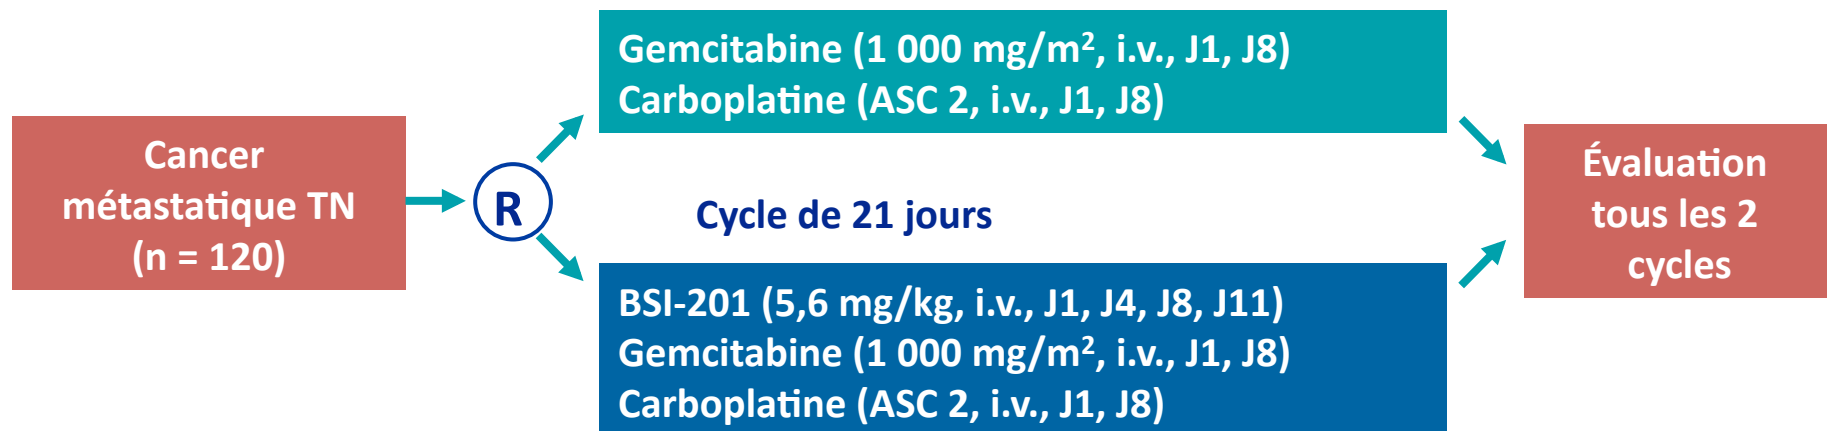 Cancer
métastatique TN
(n = 120)
R
Gemcitabine (1 000 mg/m², i.v., J1, J8)
Carboplatine (ASC 2, i.v., J1, J8)
Cycle de 21 jours
BSI-201 (5,6 mg/kg, i.v., J1, J4, J8, J11)
Gemcitabine (1 000 mg/m², i.v., J1, J8)
Carboplatine (ASC 2, i.v., J1, J8)
Évaluation
tous les 2
cycles